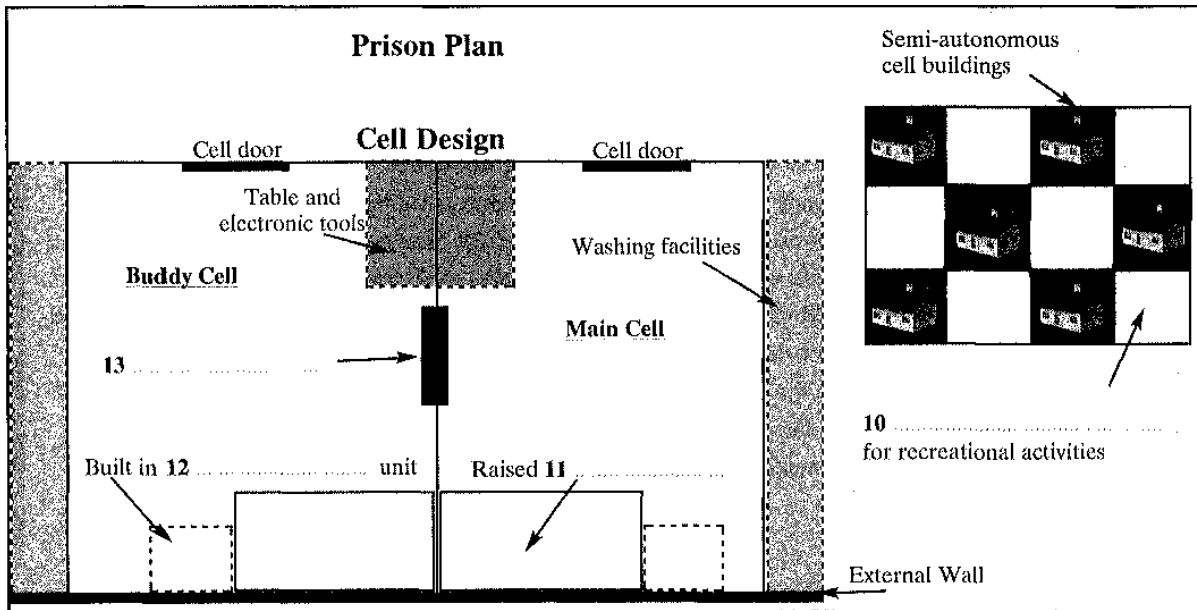 Prison Plan
Cell Design
Cell door
Cell door
Table and
electronic tools
Buddy Cell
Main Cell
Washing facilities
13 .......................
Built in 12 ....................... unit
Raised 11 .......................
Semi-autonomous
cell buildings
10 .......................
for recreational activities
External Wall